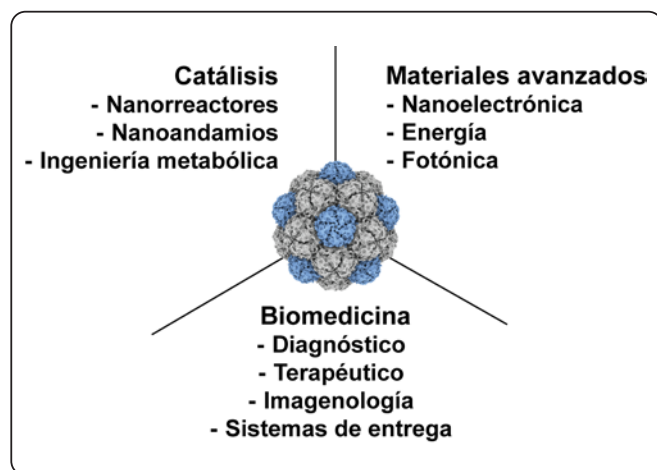 Catálisis
- Nanorreactores
- Nanoandamios
- Ingeniería metabólica
Materiales avanzados
- Nanoelectrónica
- Energía
- Fotónica
Biomedicina
- Diagnóstico
- Terapéutico
- Imagenología
- Sistemas de entrega